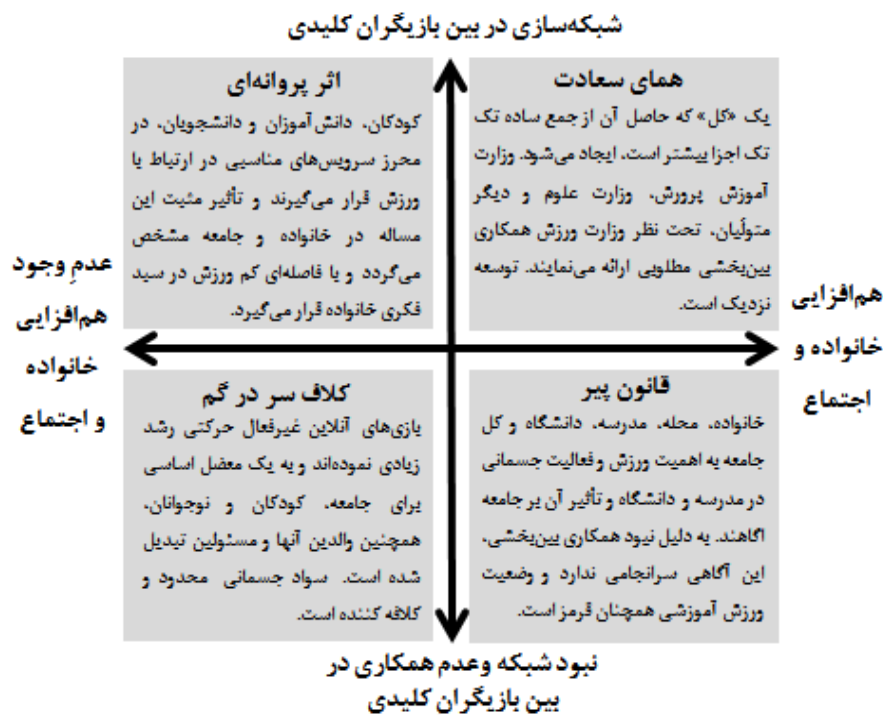 شبکه‌سازی در بین بازیگران کلیدی
همای سعادت
یک «کل» که حاصل آن از جمع ساده تک
تک اجزا بیشتر است، ایجاد می‌شود. وزارت
آموزش پرورش، وزارت علوم و دیگر
متولّیان، تحت نظر وزارت ورزش همکاری
بین‌بخشی مطلوبی ارائه می‌نمایند. توسعه
نزدیک است.
اثر پروانه‌ای
کودکان، دانش‌آموزان و دانشجویان، در
محرز سرویس‌های مناسبی در ارتباط با
ورزش قرار می‌گیرند و تأثیر مثبت این
مساله در خانواده و جامعه مشخص
می‌گردد و با فاصله‌ای کم ورزش در سبد
فکری خانواده قرار می‌گیرد.
هم‌افزایی
خانواده و
اجتماع
عدمِ وجود
هم‌افزایی
خانواده
و اجتماع
قانون پیر
خانواده، محله، مدرسه، دانشگاه و کل
جامعه به اهمیت ورزش و فعالیت جسمانی
در مدرسه و دانشگاه و تأثیر آن بر جامعه
آگاهند. به دلیل نبود همکاری بین‌بخشی،
این آگاهی سرانجامی ندارد و وضعیت
ورزش آموزشی همچنان قرمز است.
کلاف سر در گم
بازی‌های آنلاین غیرفعال حرکتی رشد
زیادی نموده‌اند و به یک معضل اساسی
برای جامعه، کودکان و نوجوانان،
همچنین والدین آنها و مسئولین تبدیل
شده است. سواد جسمانی محدود و
کلافه کننده است.
نبود شبکه وعدم همکاری در
بین بازیگران کلیدی